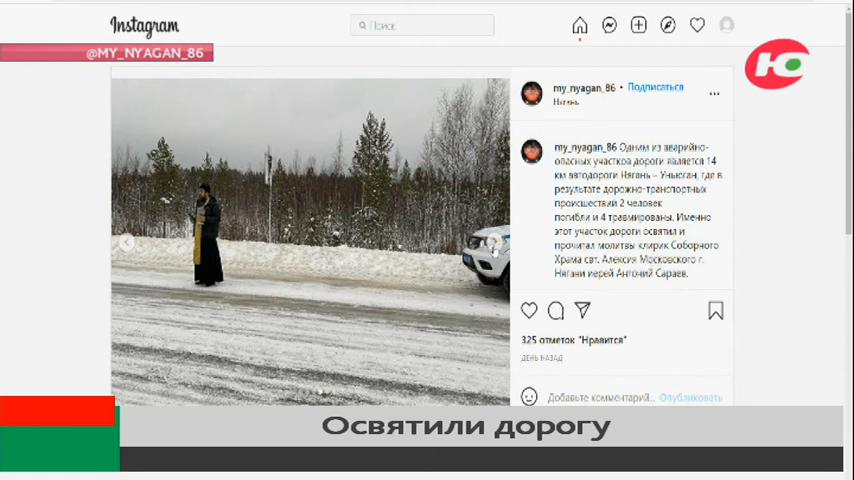 Instagram
Поиск
@MY_NYAGAN_86
Ю
my_nyagan_86 • Подписаться
Нягань
my_nyagan_86 Одним из аварийно-
опасных участков дороги является 14
км автодороги Нягань – Уньюган, где в
результате дорожно-транспортных
происшествий 2 человек
погибли и 4 травмированы. Именно
этот участок дороги освятил и
прочитал молитвы клирик Соборного
Храма свт. Алексия Московского г.
Нягани иерей Антоний Сараев.
325 отметок "Нравится"
ДЕНЬ НАЗАД
Добавьте комментарий... Опубликовать
Освятили дорогу